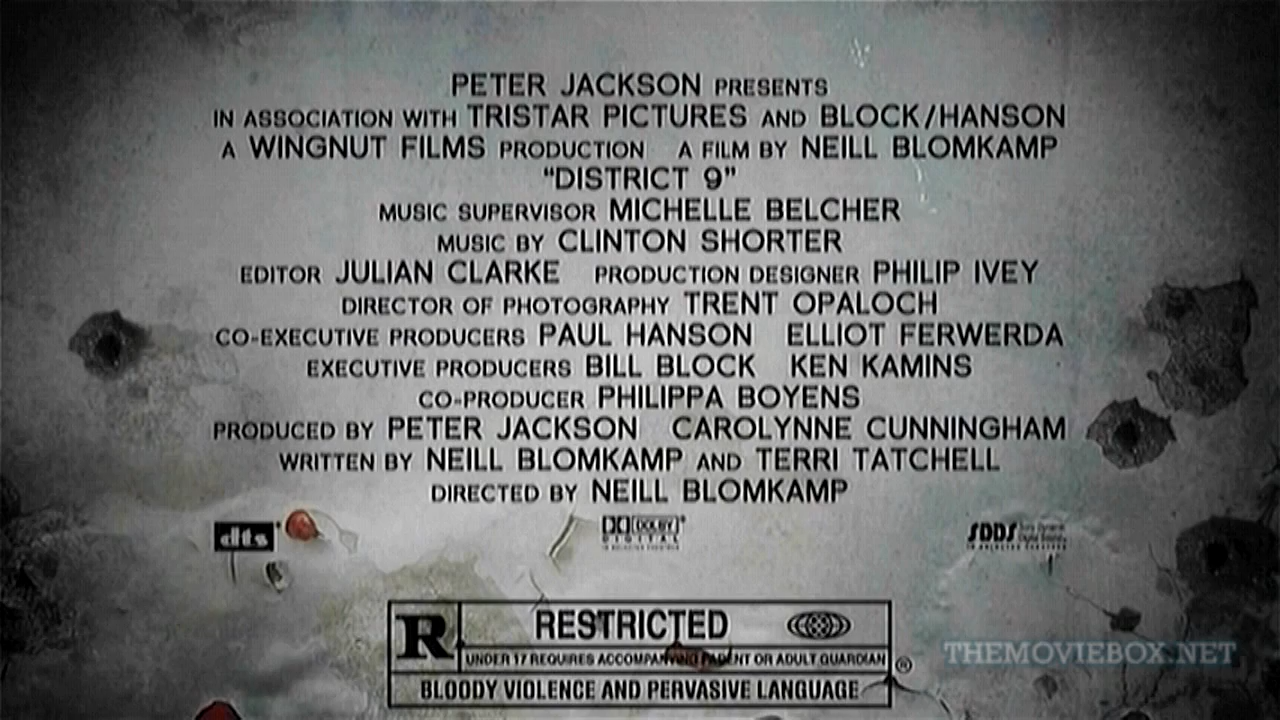 PETER JACKSON PRESENTS
IN ASSOCIATION WITH TRISTAR PICTURES AND BLOCK/HANSON
A WINGNUT FILMS PRODUCTION A FILM BY NEILL BLOMKAMP
"DISTRICT 9"
MUSIC SUPERVISOR MICHELLE BELCHER
MUSIC BY CLINTON SHORTER
EDITOR JULIAN CLARKE PRODUCTION DESIGNER PHILIP IVEY
DIRECTOR OF PHOTOGRAPHY TRENT OPALOCH
CO-EXECUTIVE PRODUCERS PAUL HANSON ELLIOT FERWERDA
EXECUTIVE PRODUCERS BILL BLOCK KEN KAMINS
CO-PRODUCER PHILIPPA BOYENS
PRODUCED BY PETER JACKSON CAROLYNNE CUNNINGHAM
WRITTEN BY NEILL BLOMKAMP AND TERRI TATCHELL
DIRECTED BY NEILL BLOMKAMP
dts DOLBY® SDDS Sony Dynamic
DIGITAL Digital Sound
R RESTRICTED
UNDER 17 REQUIRES ACCOMPANYING PARENT OR ADULT GUARDIAN ®
BLOODY VIOLENCE AND PERVASIVE LANGUAGE
THEMOVIEBOX.NET